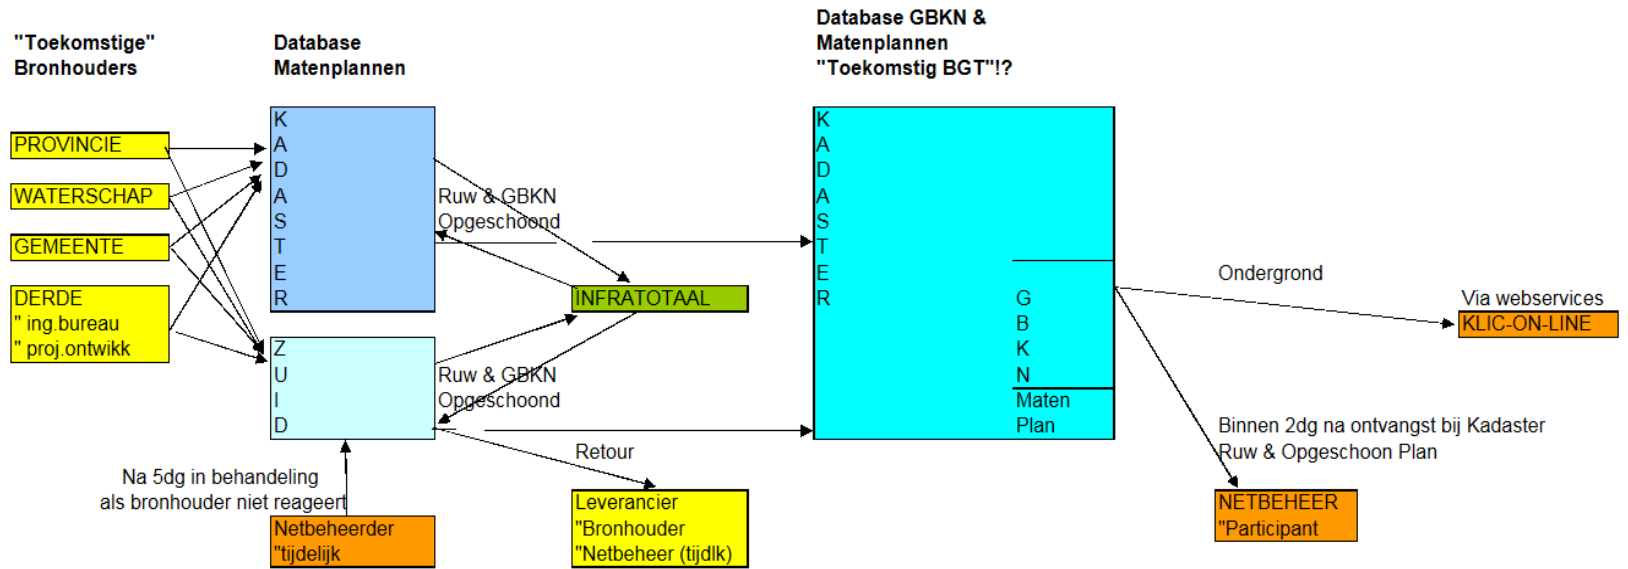 "Toekomstige"
Bronhouders
Database
Matenplannen
Database GBKN &
Matenplannen
"Toekomstig BGT"!?
PROVINCIE
WATERSCHAP
GEMEENTE
DERDE
" ing.bureau
" proj.ontwikk
K
A
D
A
S
T
E
R
Z
U
I
D
Ruw & GBKN
Opgeschoond
INFRATOTAAL
Ruw & GBKN
Opgeschoond
Na 5dg in behandeling
als bronhouder niet reageert
Netbeheerder
"tijdelijk
Retour
Leverancier
"Bronhouder
"Netbeheer (tijdlk)
K
A
D
A
S
T
E
R
G
B
K
N
Maten
Plan
Ondergrond
Via webservices
KLIC-ON-LINE
Binnen 2dg na ontvangst bij Kadaster
Ruw & Opgeschoon Plan
NETBEHEER
"Participant